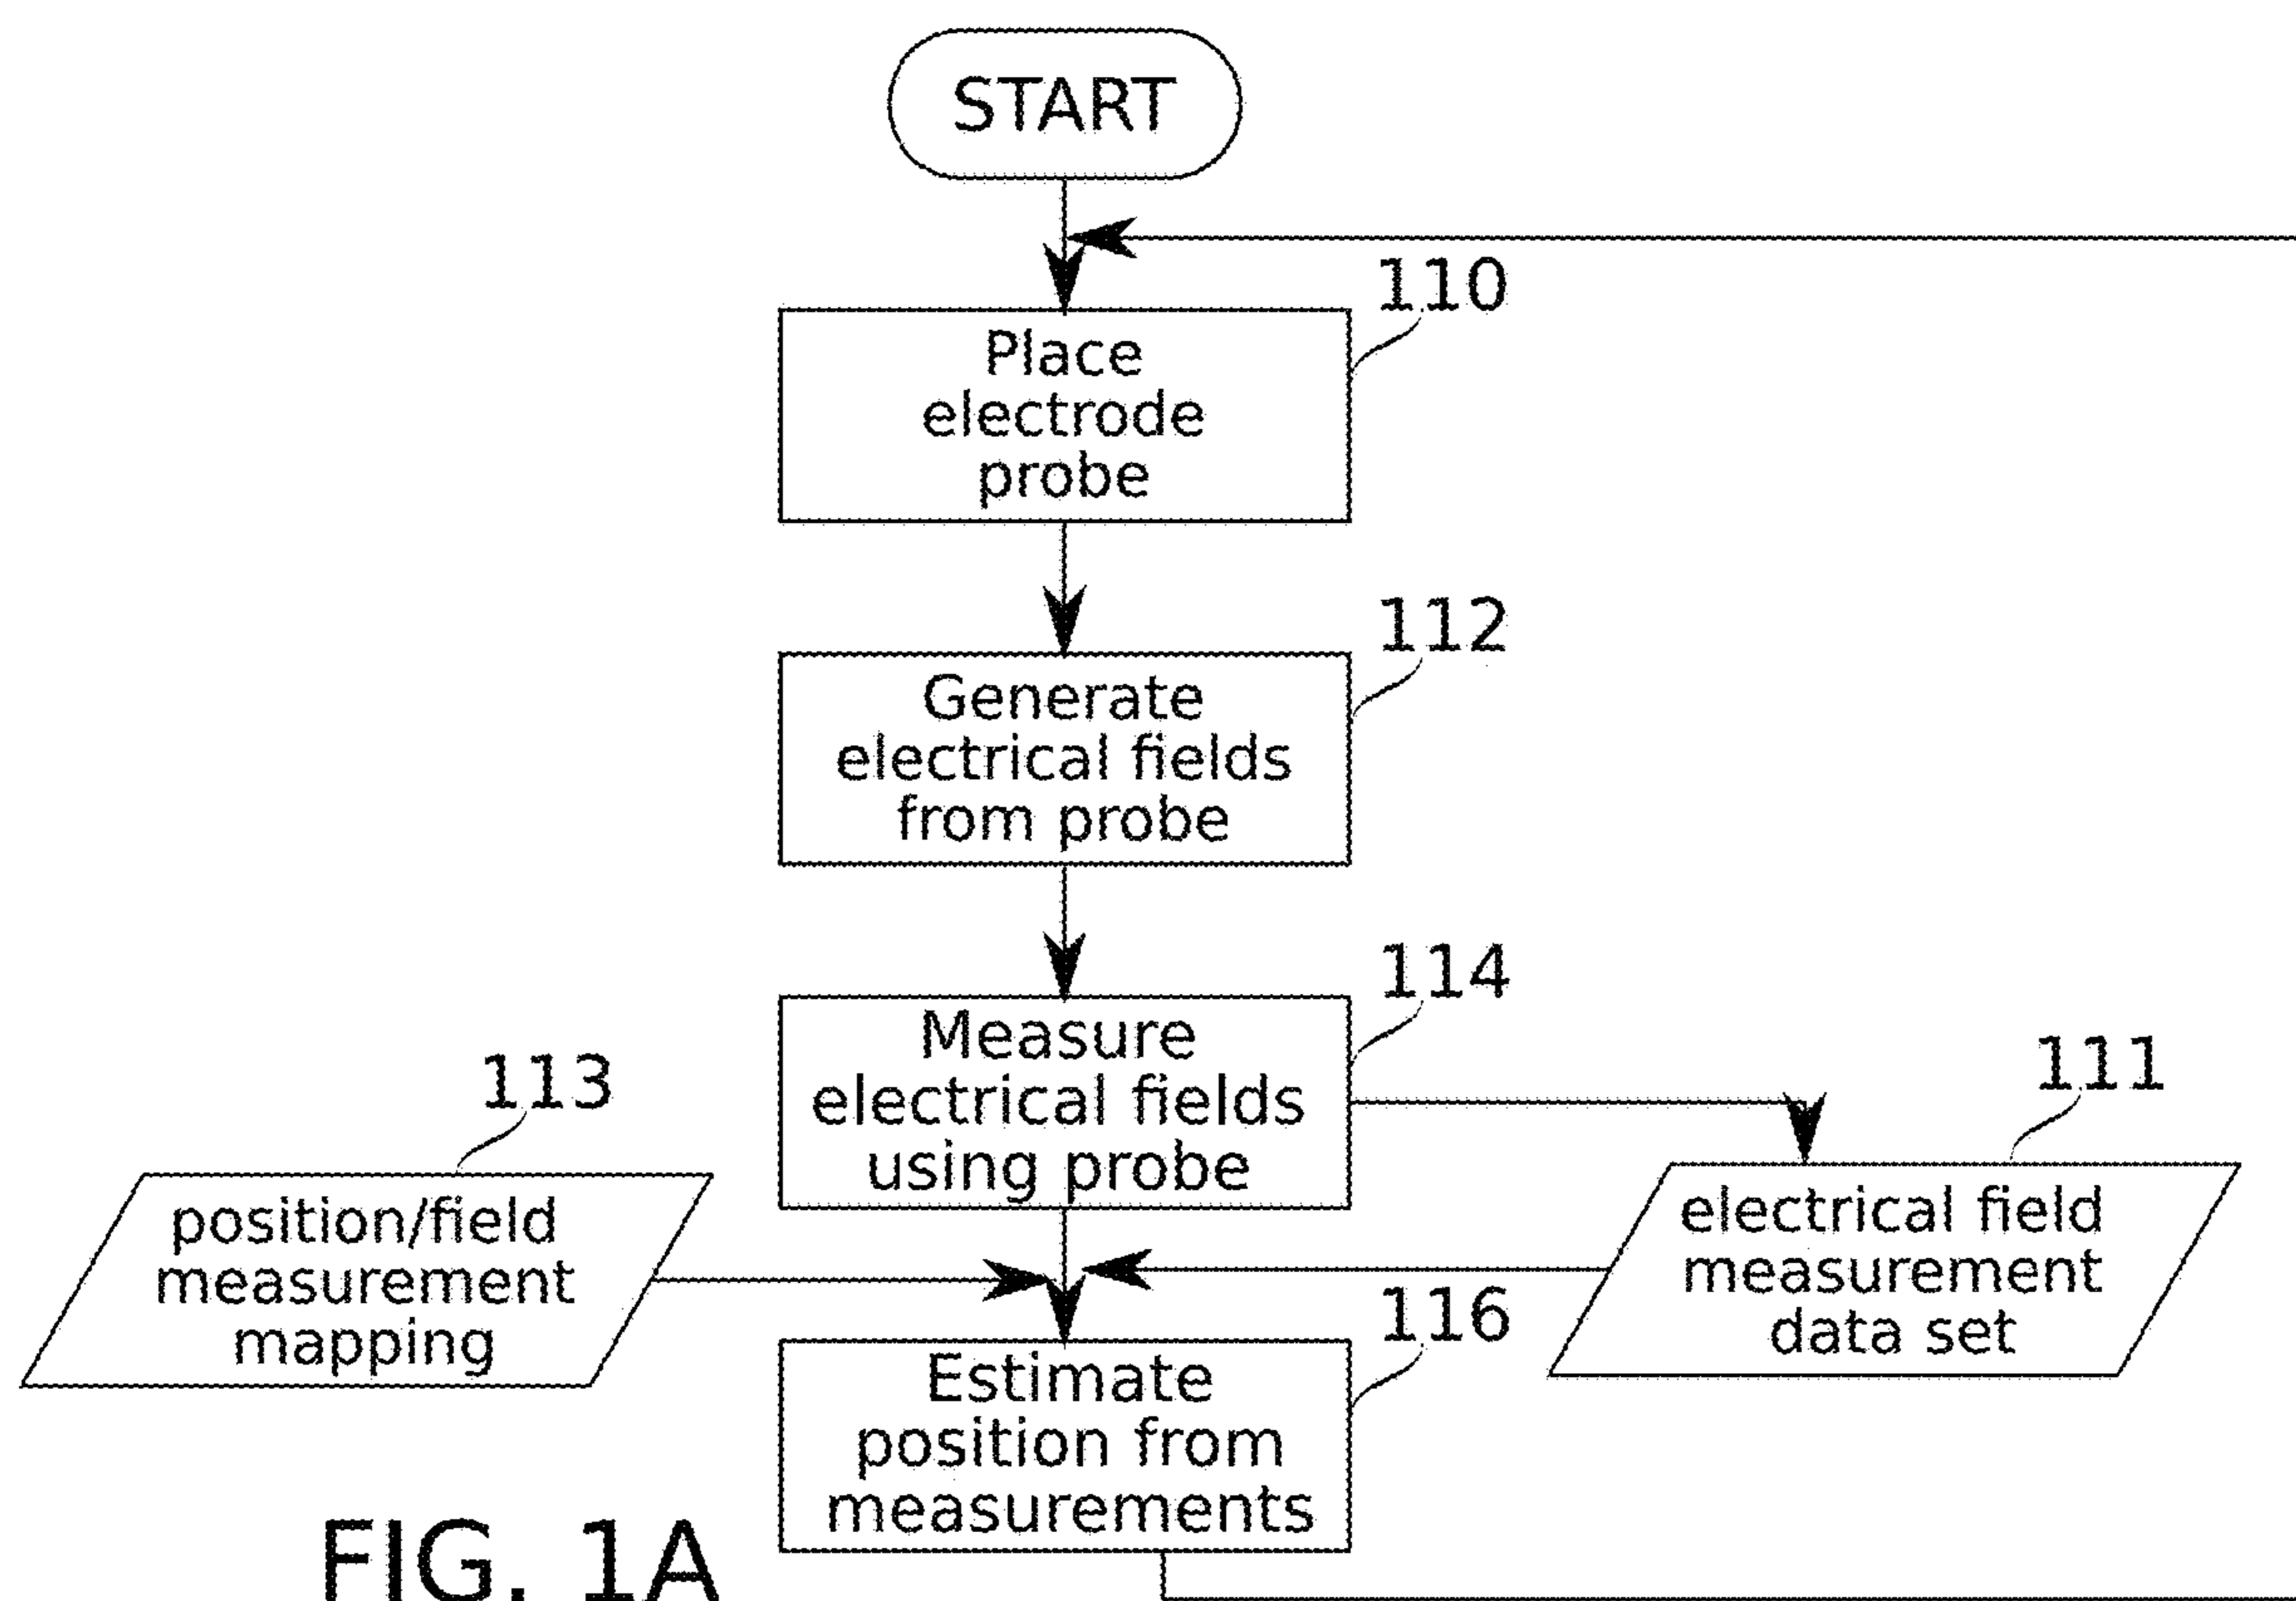 START
110
Place
electrode
probe
112
Generate
electrical fields
from probe
114
Measure
electrical fields
using probe
113
position/field
measurement
mapping
111
electrical field
measurement
data set
116
Estimate
position from
measurements
FIG. 1A